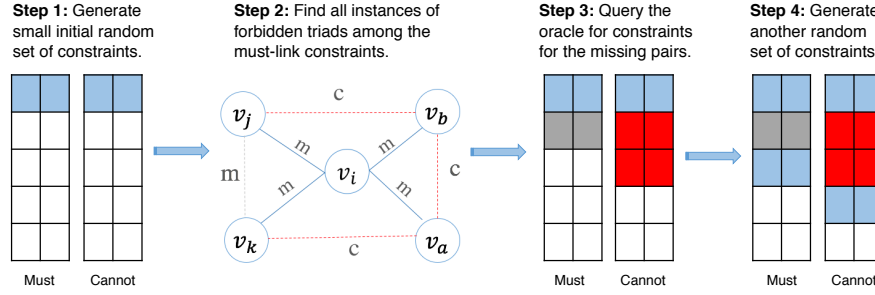 Step 1: Generate
small initial random
set of constraints.
Must
Cannot
Step 2: Find all instances of
forbidden triads among the
must-link constraints.
c
v_j
v_b
m
m
m
v_i
c
m
m
v_k
c
v_a
Step 3: Query the
oracle for constraints
for the missing pairs.
Must
Cannot
Step 4: Generate
another random
set of constraints
Must
Cannot